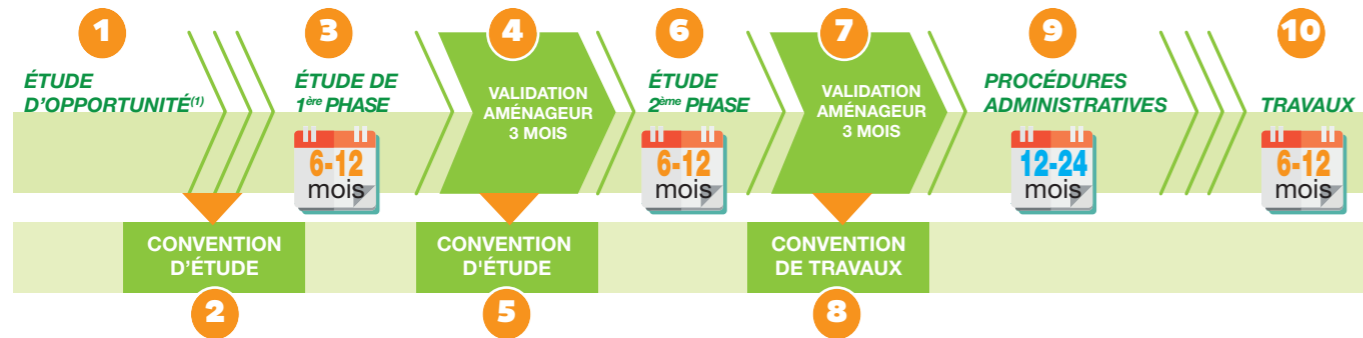 1
ÉTUDE
D'OPPORTUNITÉ(1)
CONVENTION
D'ÉTUDE
2
3
ÉTUDE DE
1ère PHASE
6-12
mois
4
VALIDATION
AMÉNAGEUR
3 MOIS
CONVENTION
D'ÉTUDE
5
6
ÉTUDE
2ème PHASE
6-12
mois
7
VALIDATION
AMÉNAGEUR
3 MOIS
CONVENTION
DE TRAVAUX
8
9
PROCÉDURES
ADMINISTRATIVES
12-24
mois
10
TRAVAUX
6-12
mois